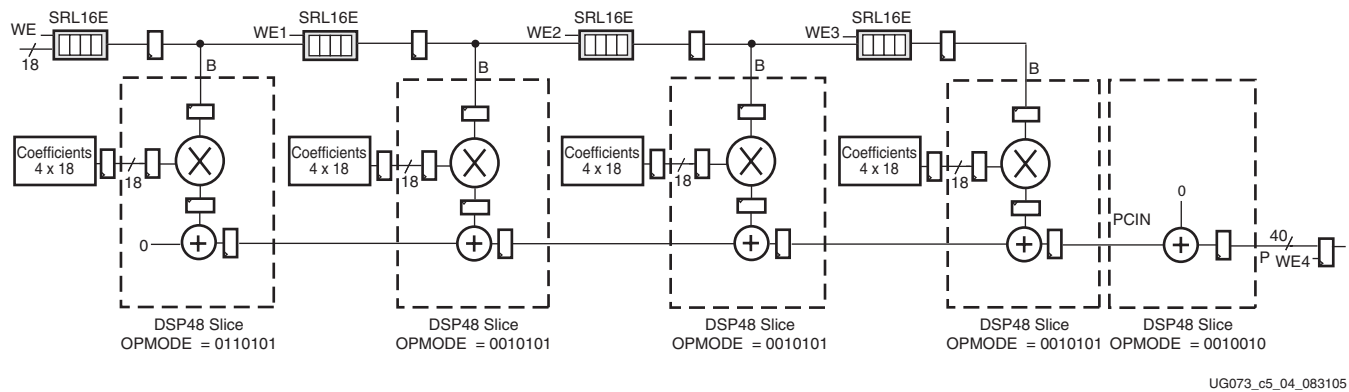 SRL16E
SRL16E
SRL16E
SRL16E
WE
WE1
WE2
WE3
18
B
B
B
B
Coefficients
4 x 18
Coefficients
4 x 18
Coefficients
4 x 18
Coefficients
4 x 18
18
18
18
18
0
PCIN
0
40
P
WE4
DSP48 Slice
OPMODE = 0110101
DSP48 Slice
OPMODE = 0010101
DSP48 Slice
OPMODE = 0010101
DSP48 Slice
OPMODE = 0010101
DSP48 Slice
OPMODE = 0010010
UG073_c5_04_083105